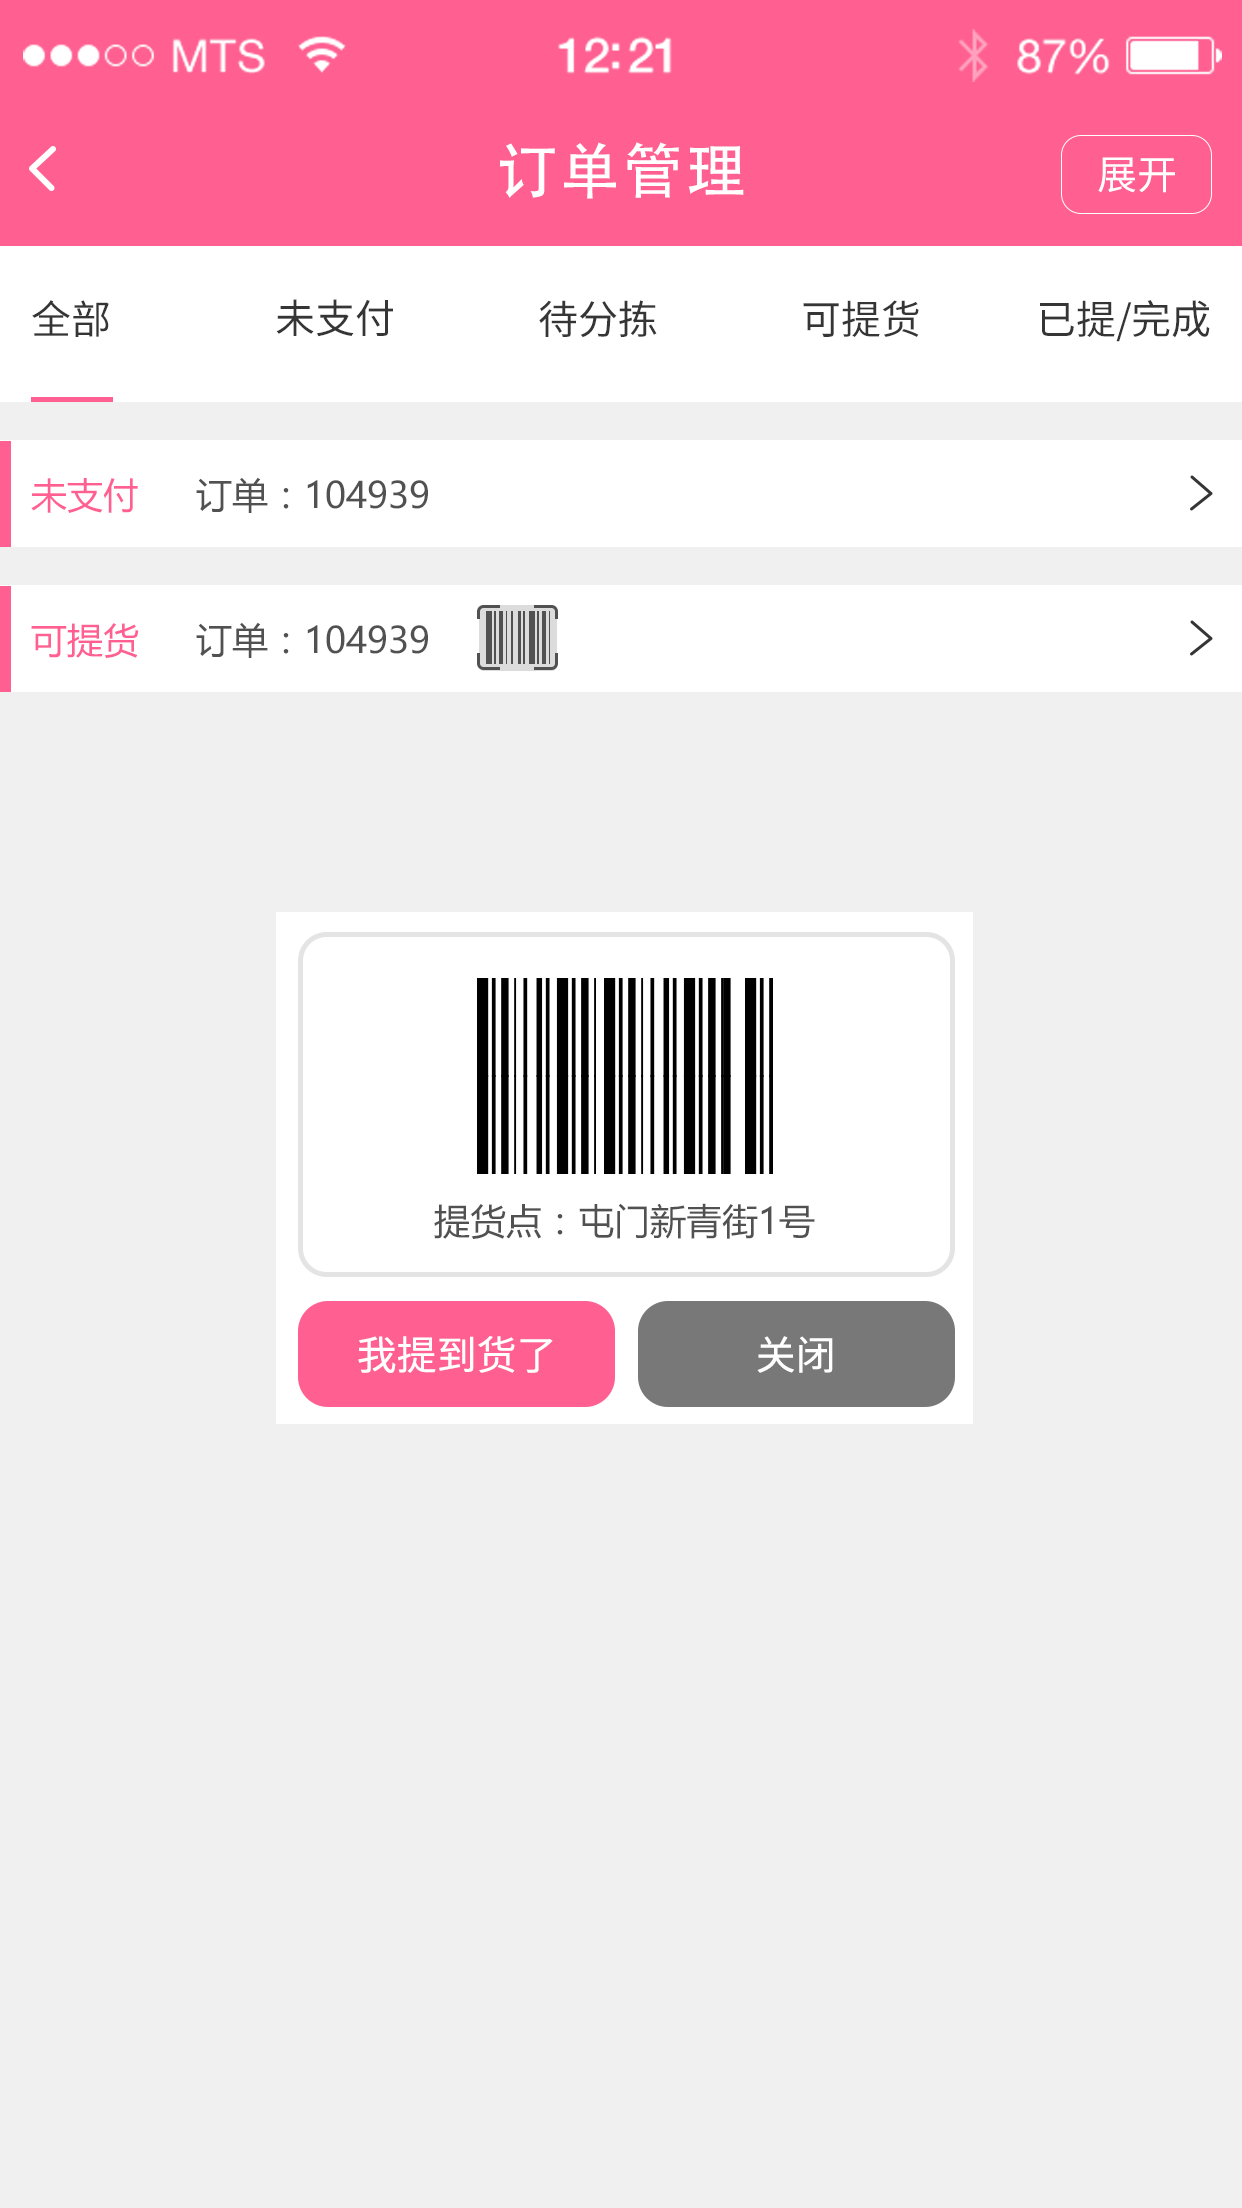 MTS 12:21 87%
订单管理 展开
全部 未支付 待分拣 可提货 已提/完成
未支付 订单：104939
可提货 订单：104939
提货点：屯门新青街1号
我提到货了 关闭